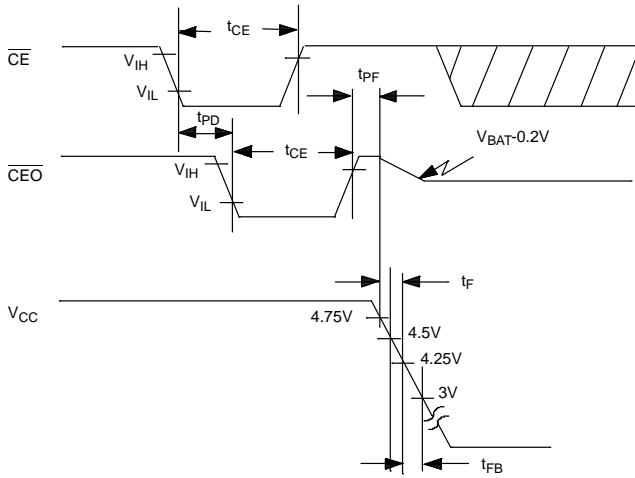 tCE
CE
VIH
tPF
VIL
tPD
VBAT-0.2V
tCE
CEO
VIH
VIL
tF
VCC
4.75V
4.5V
4.25V
3V
tFB